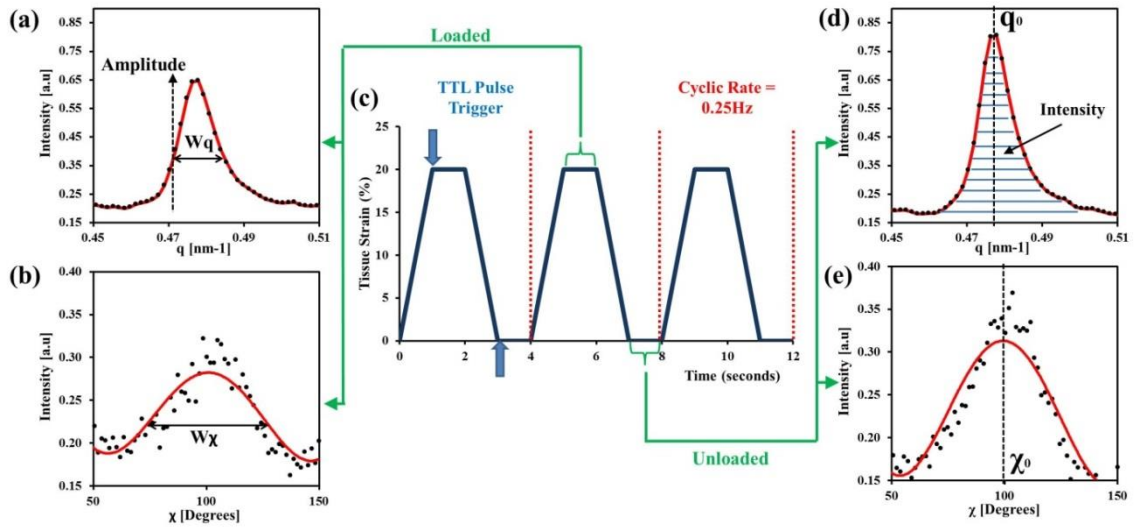 (a)
Intensity [a.u]
0.85
0.75
0.65
0.55
0.45
0.35
0.25
0.15
Amplitude
Wq
0.45
0.47
0.49
0.51
q [nm-1]
(b)
Intensity [a.u]
0.40
0.35
0.30
0.25
0.20
0.15
Wχ
50
100
150
χ [Degrees]
Loaded
(c)
TTL Pulse
Trigger
Cyclic Rate =
0.25Hz
Tissue Strain (%)
25
20
15
10
5
0
0
2
4
6
8
10
12
Time (seconds)
Unloaded
(d)
q0
Intensity [a.u]
0.85
0.75
0.65
0.55
0.45
0.35
0.25
0.15
Intensity
0.45
0.47
0.49
0.51
q [nm-1]
(e)
Intensity [a.u]
0.40
0.35
0.30
0.25
0.20
0.15
χ0
50
100
150
χ [Degrees]